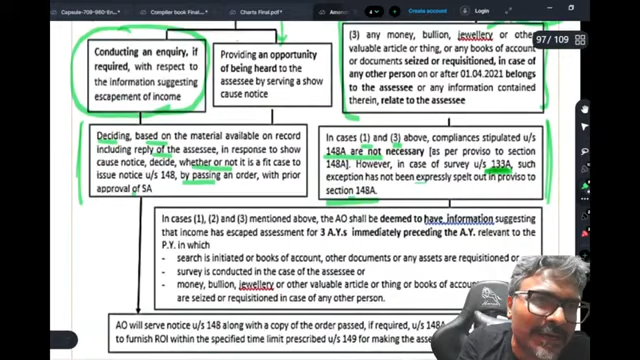 Capsule-709-960-EY...
Compiler book Final...
Charts Final.pdf*
4.0
Create account
Sign In
97 / 109
Conducting an enquiry, if
required, with respect to
the information suggesting
escapement of income
Providing an opportunity of
being heard to the
assessee by serving a show
cause notice
(3) any money, bullion, jewellery or other
valuable article or thing, or any books of account
or documents seized or requisitioned, in case of
any other person on or after 01.04.2021 belongs to
the assessee or any information contained
therein, relate to the assessee
Deciding, based on the material available on record
including reply of the assessee, in response to
show cause notice, decide, whether or not it is a fit case to
issue notice u/s 148, by passing an order, with prior
approval of SA
In cases (1) and (3) above, compliances stipulated u/s
148A are not necessary [as per proviso to section
148A]. However, in case of survey u/s 133A, such
exception has not been expressly spelt out in proviso to
section 148A.
In cases (1), (2) and (3) mentioned above, the AO shall be deemed to have information suggesting
that income has escaped assessment for 3 A.Ys immediately preceding the A.Y. relevant to the
P.Y. in which
- search is initiated or books of account, other documents or any assets are requisitioned or
- survey is conducted in the case of the assessee or
- money, bullion, jewellery or other valuable article or thing or books of account
are seized or requisitioned in case of any other person.
AO will serve notice u/s 148 along with a copy of the order passed, if required, u/s 148A
to furnish ROI within the specified time limit prescribed u/s 149 for making the asse